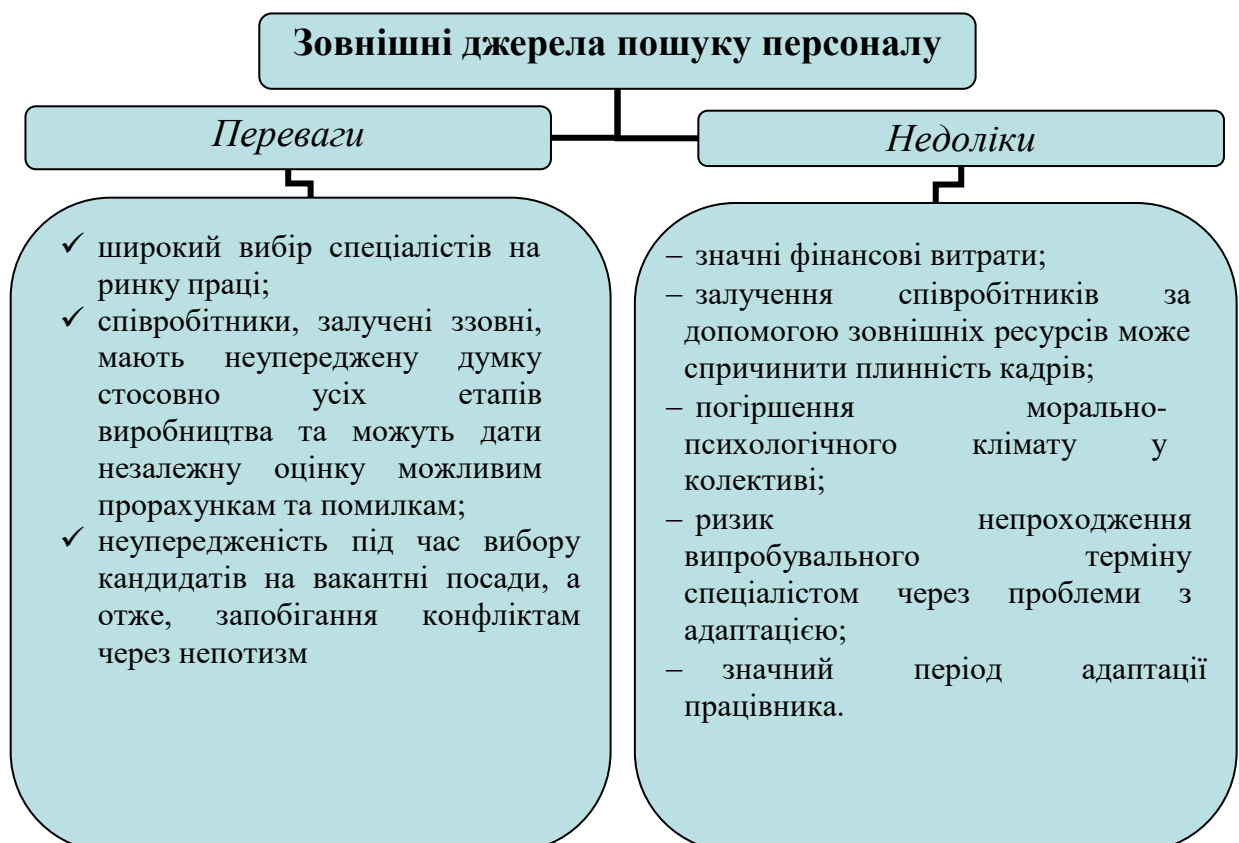 Зовнішні джерела пошуку персоналу
Переваги
✓ широкий вибір спеціалістів на
ринку праці;
✓ співробітники, залучені ззовні,
мають неупереджену думку
стосовно усіх етапів
виробництва та можуть дати
незалежну оцінку можливим
прорахункам та помилкам;
✓ неупередженість під час вибору
кандидатів на вакантні посади, а
отже, запобігання конфліктам
через непотизм
Недоліки
– значні фінансові витрати;
– залучення співробітників за
допомогою зовнішніх ресурсів може
спричинити плинність кадрів;
– погіршення морально-
психологічного клімату у
колективі;
– ризик непроходження
випробувального терміну
спеціалістом через проблеми з
адаптацією;
– значний період адаптації
працівника.